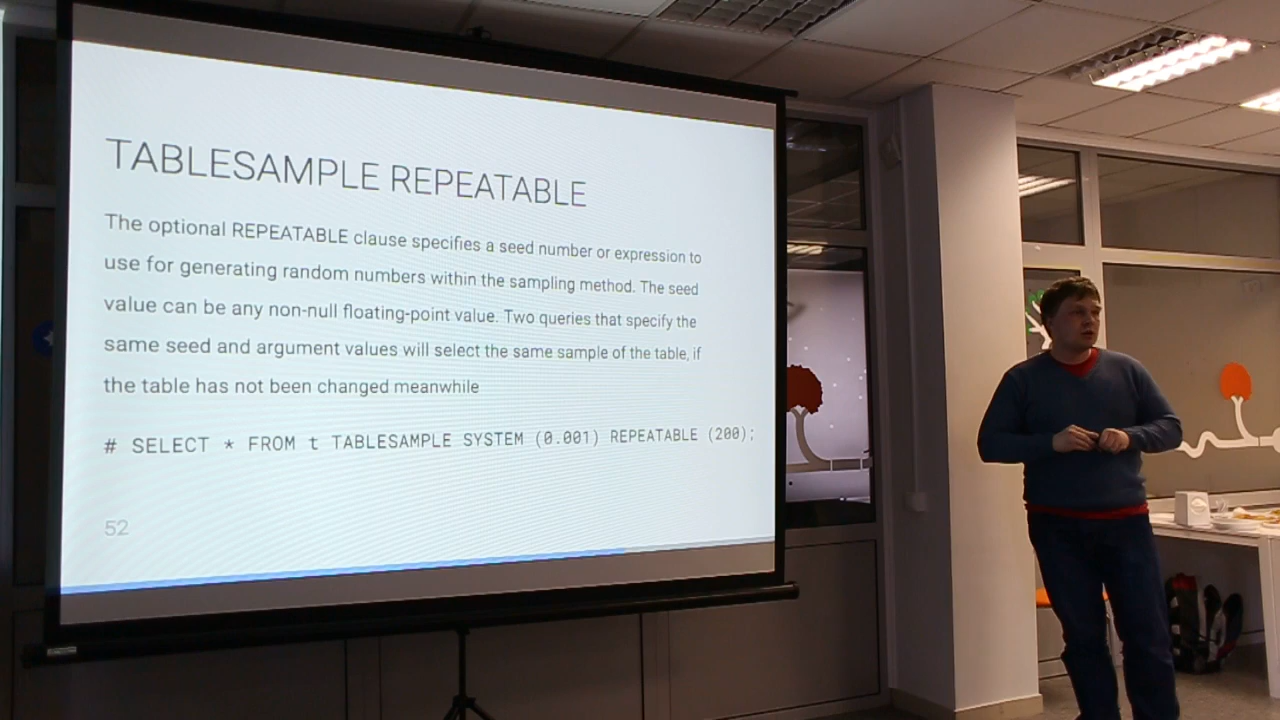 TABLESAMPLE REPEATABLE
The optional REPEATABLE clause specifies a seed number or expression to
use for generating random numbers within the sampling method. The seed
value can be any non-null floating-point value. Two queries that specify the
same seed and argument values will select the same sample of the table, if
the table has not been changed meanwhile
# SELECT * FROM t TABLESAMPLE SYSTEM (0.001) REPEATABLE (200);
52